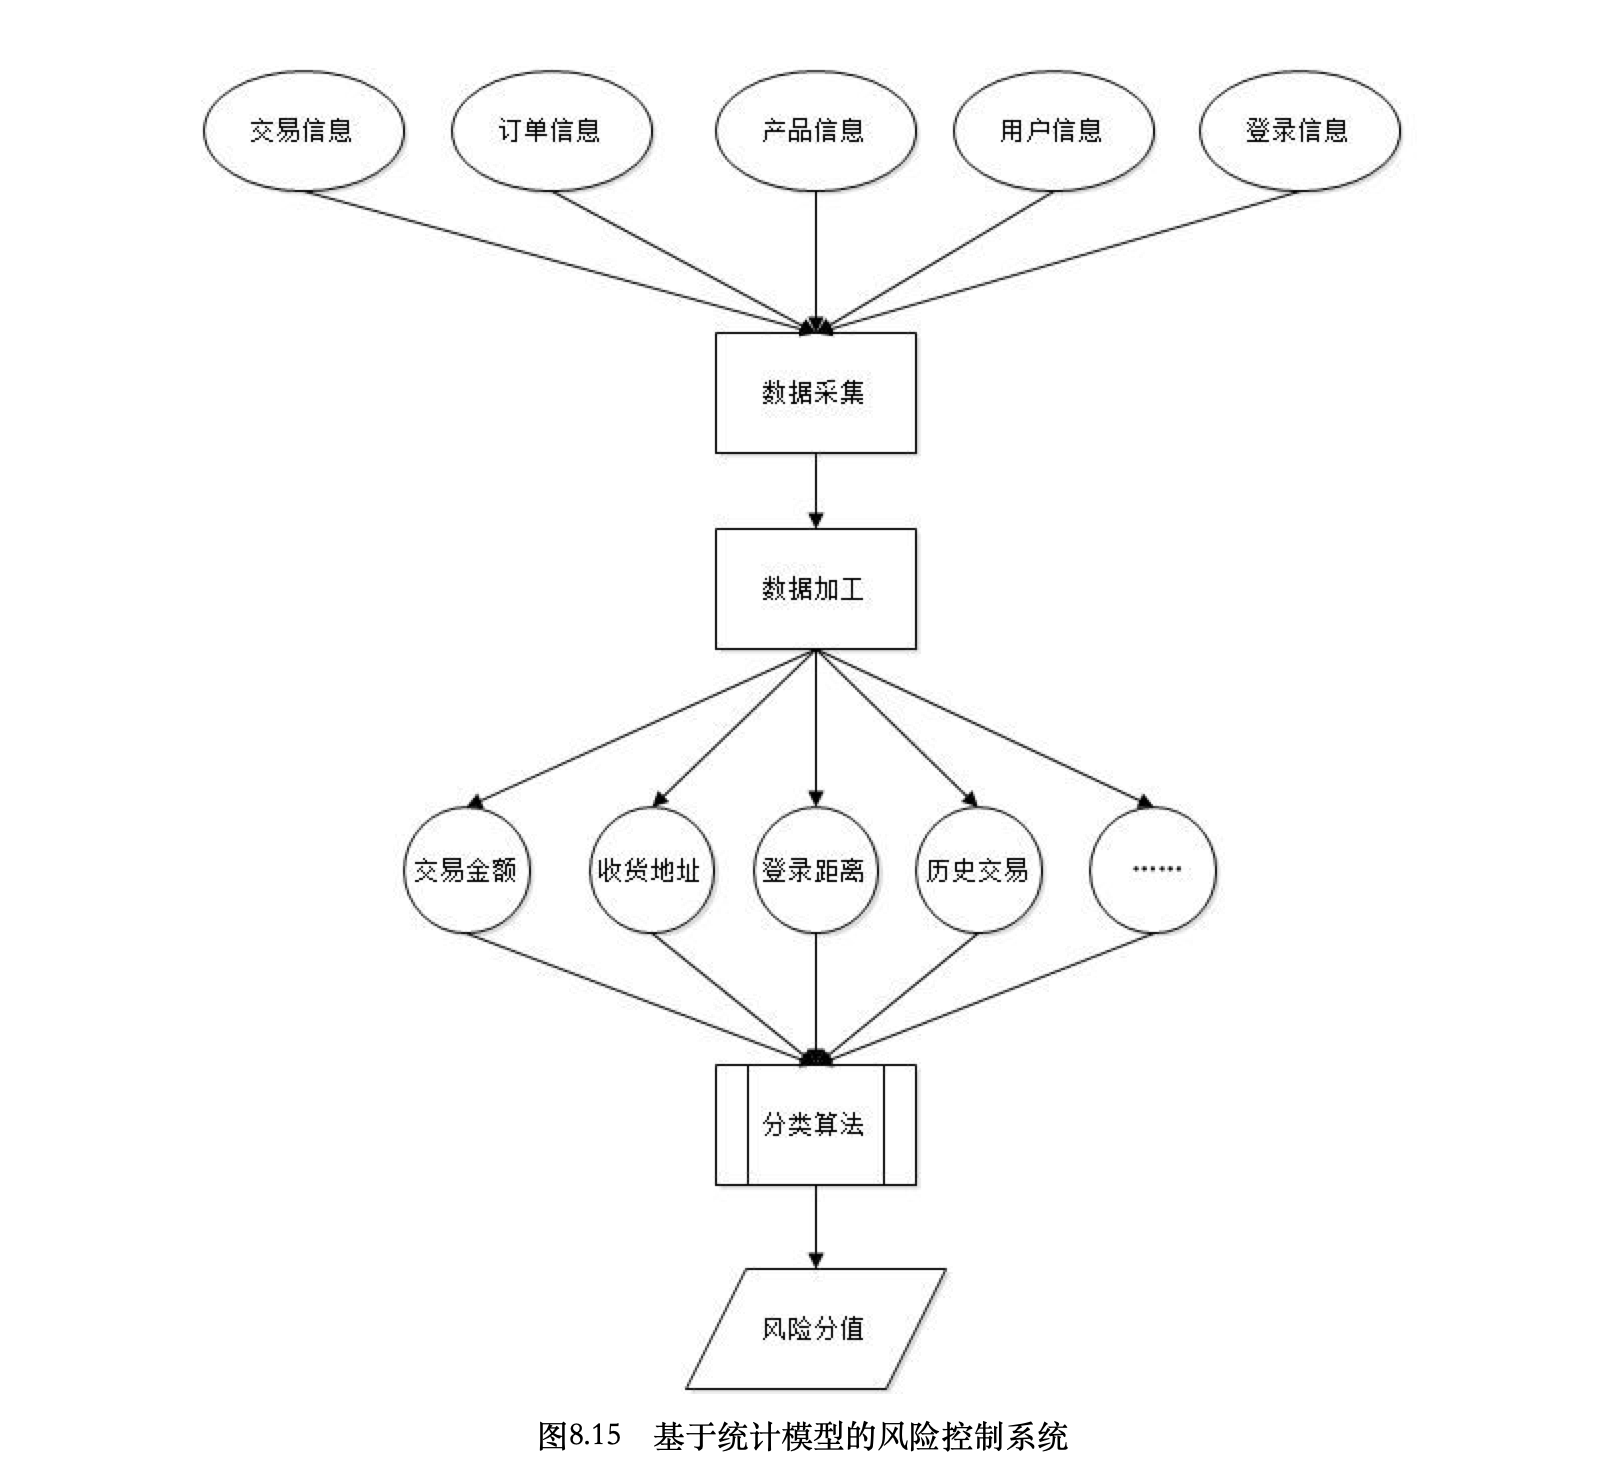 交易信息
订单信息
产品信息
用户信息
登录信息
数据采集
数据加工
交易金额
收货地址
登录距离
历史交易
······
分类算法
风险分值
图8.15 基于统计模型的风险控制系统